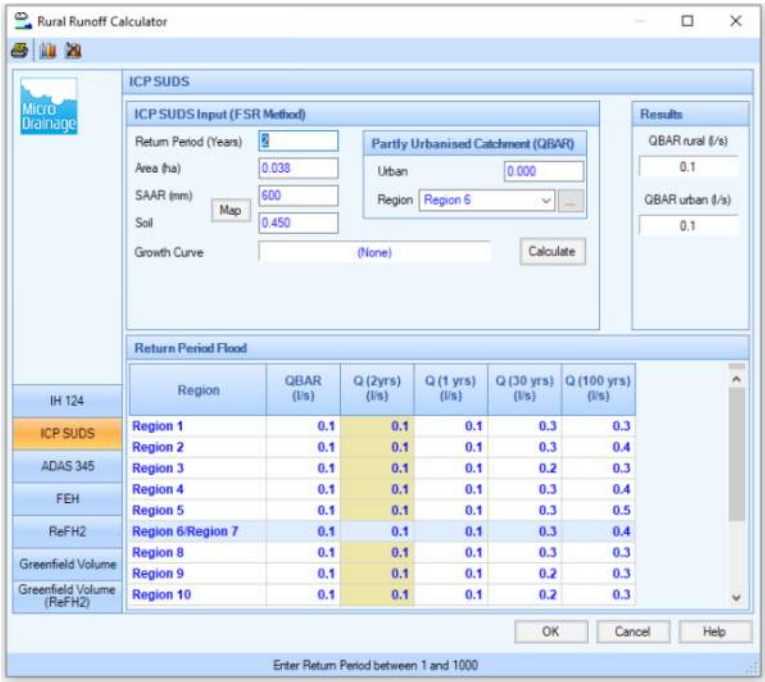 Rural Runoff Calculator
Micro
Drainage
ICP SUDS
ICP SUDS Input (FSR Method)
Return Period (Years) 2
Area (ha) 0.038
SAAR (mm) 600
Map
Soil 0.450
Growth Curve (None)
Partly Urbanised Catchment (QBAR)
Urban 0.000
Region Region 6 ...
Calculate
Results
QBAR rural (l/s)
0.1
QBAR urban (l/s)
0.1
IH 124
ICP SUDS
ADAS 345
FEH
ReFH2
Greenfield Volume
Greenfield Volume
(ReFH2)
Return Period Flood
Region QBAR (l/s) Q (2yrs) (l/s) Q (1 yrs) (l/s) Q (30 yrs) (l/s) Q (100 yrs) (l/s)
Region 1 0.1 0.1 0.1 0.3 0.3
Region 2 0.1 0.1 0.1 0.3 0.4
Region 3 0.1 0.1 0.1 0.2 0.3
Region 4 0.1 0.1 0.1 0.3 0.4
Region 5 0.1 0.1 0.1 0.3 0.5
Region 6/Region 7 0.1 0.1 0.1 0.3 0.4
Region 8 0.1 0.1 0.1 0.3 0.3
Region 9 0.1 0.1 0.1 0.2 0.3
Region 10 0.1 0.1 0.1 0.2 0.3
OK Cancel Help
Enter Return Period between 1 and 1000